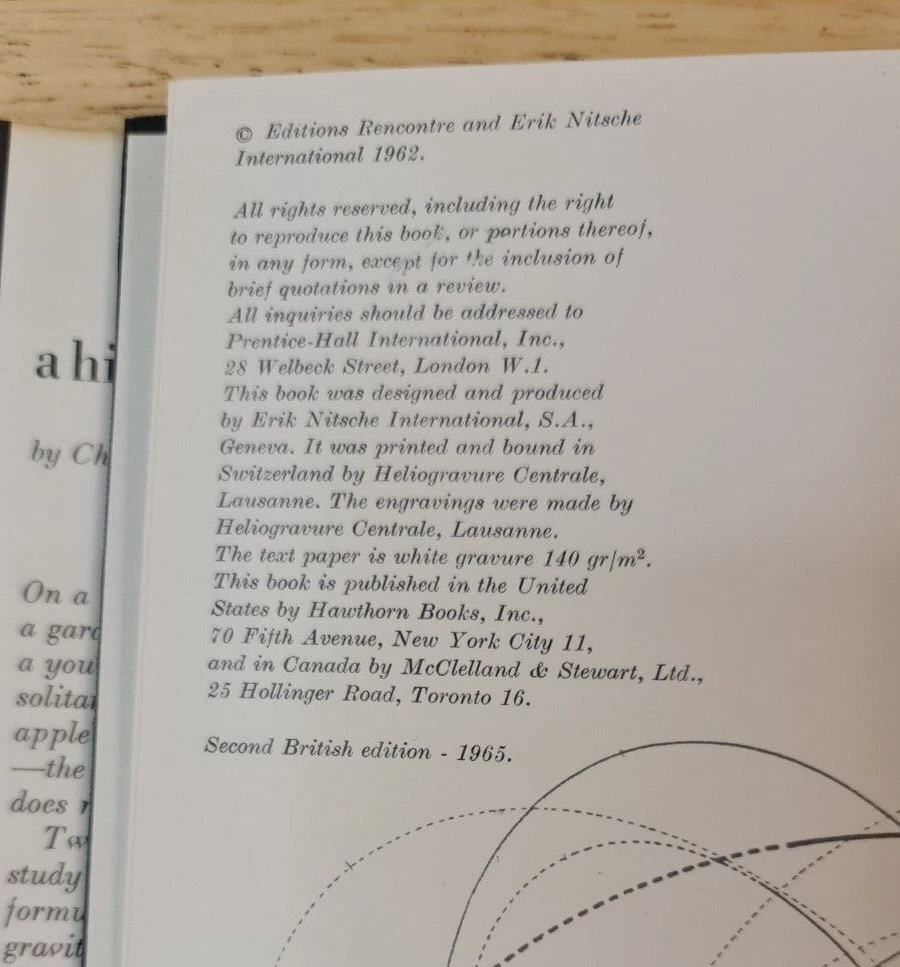 © Editions Rencontre and Erik Nitsche
International 1962.
All rights reserved, including the right
to reproduce this book, or portions thereof,
in any form, except for the inclusion of
brief quotations in a review.
All inquiries should be addressed to
Prentice-Hall International, Inc.,
28 Welbeck Street, London W.1.
This book was designed and produced
by Erik Nitsche International, S.A.,
Geneva. It was printed and bound in
Switzerland by Heliogravure Centrale,
Lausanne. The engravings were made by
Heliogravure Centrale, Lausanne.
The text paper is white gravure 140 gr/m².
This book is published in the United
States by Hawthorn Books, Inc.,
70 Fifth Avenue, New York City 11,
and in Canada by McClelland & Stewart, Ltd.,
25 Hollinger Road, Toronto 16.
Second British edition - 1965.
a hi
by Ch
On a
a gard
a you
solita
apple
—the
does
study
formu
gravit